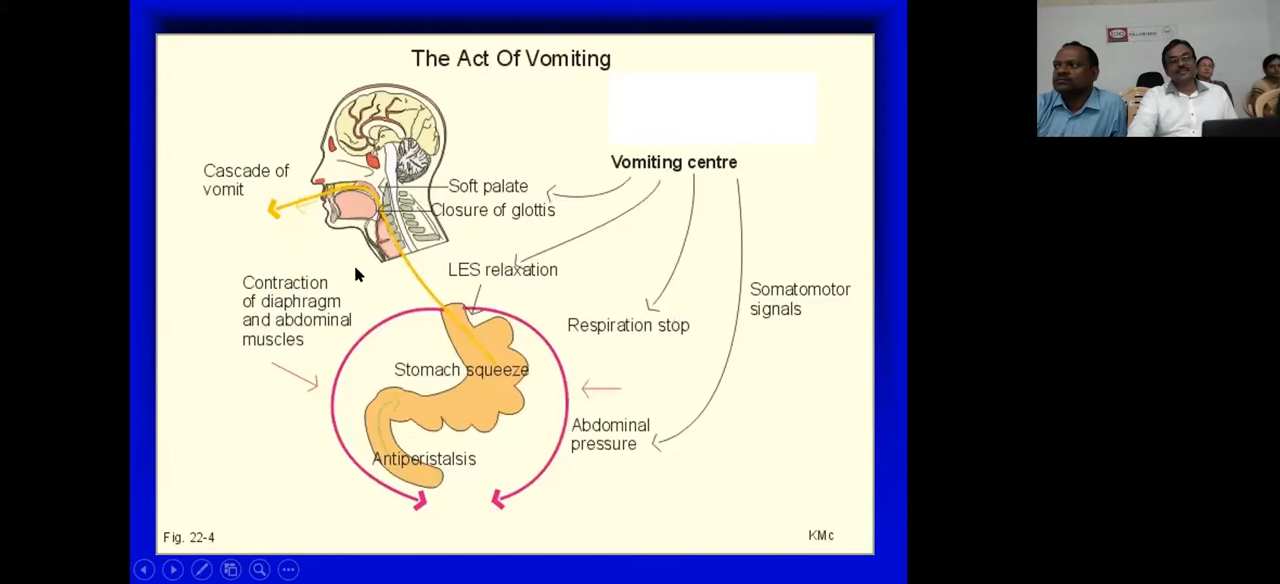 The Act Of Vomiting
Vomiting centre
Cascade of
vomit
Soft palate
Closure of glottis
LES relaxation
Contraction
of diaphragm
and abdominal
muscles
Somatomotor
signals
Respiration stop
Stomach squeeze
Abdominal
pressure
Antiperistalsis
Fig. 22-4
KMc